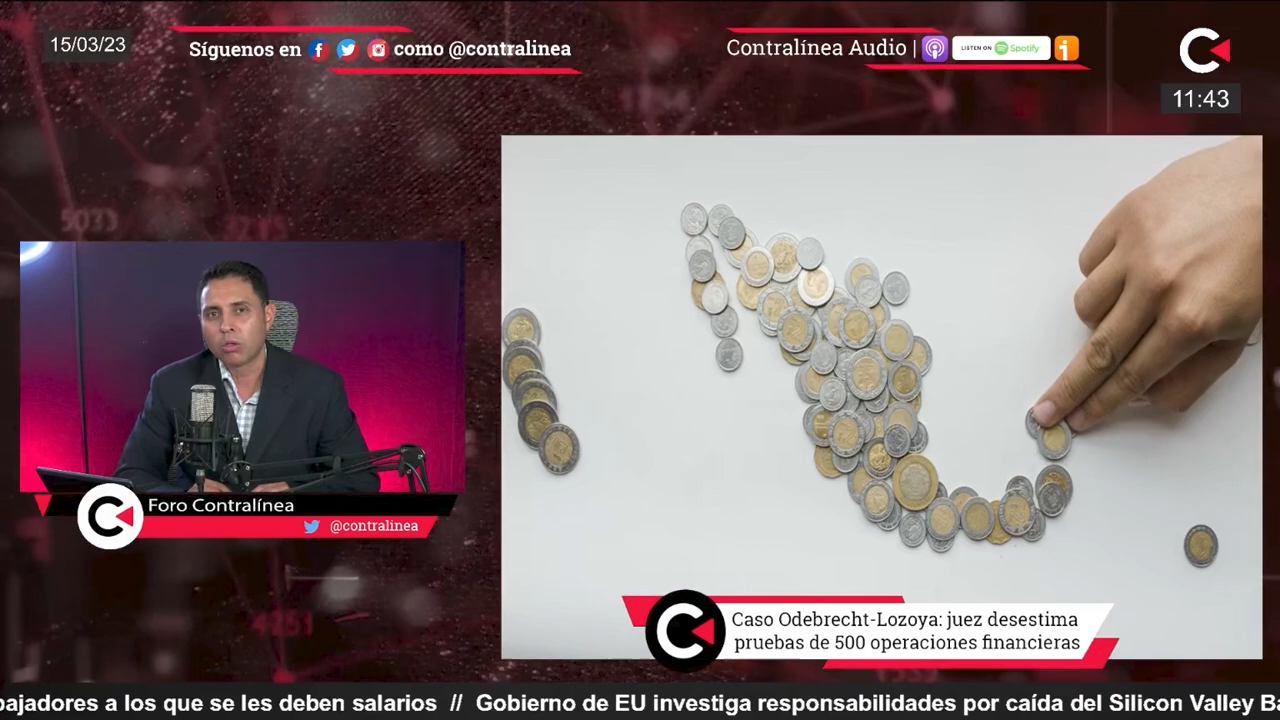 15/03/23
Síguenos en como @contralinea
Contralínea Audio |
LISTEN ON Spotify
11:43
5073
Foro Contralínea
@contralinea
Caso Odebrecht-Lozoya: juez desestima
pruebas de 500 operaciones financieras
bajadores a los que se les deben salarios // Gobierno de EU investiga responsabilidades por caída del Silicon Valley Ba